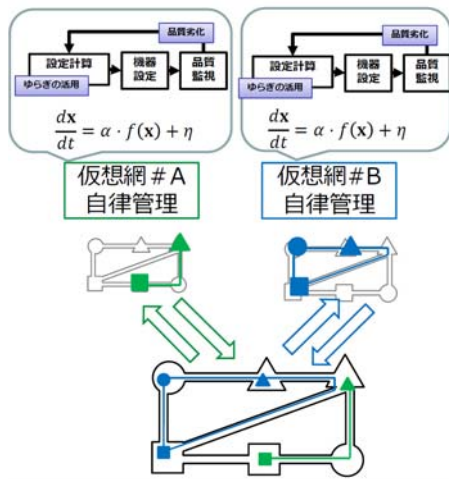 品質劣化
設定計算
機器
設定
品質
監視
ゆらぎの活用
dx/dt = α · f(x) + η
仮想網＃A
自律管理
品質劣化
設定計算
機器
設定
品質
監視
ゆらぎの活用
dx/dt = α · f(x) + η
仮想網＃B
自律管理